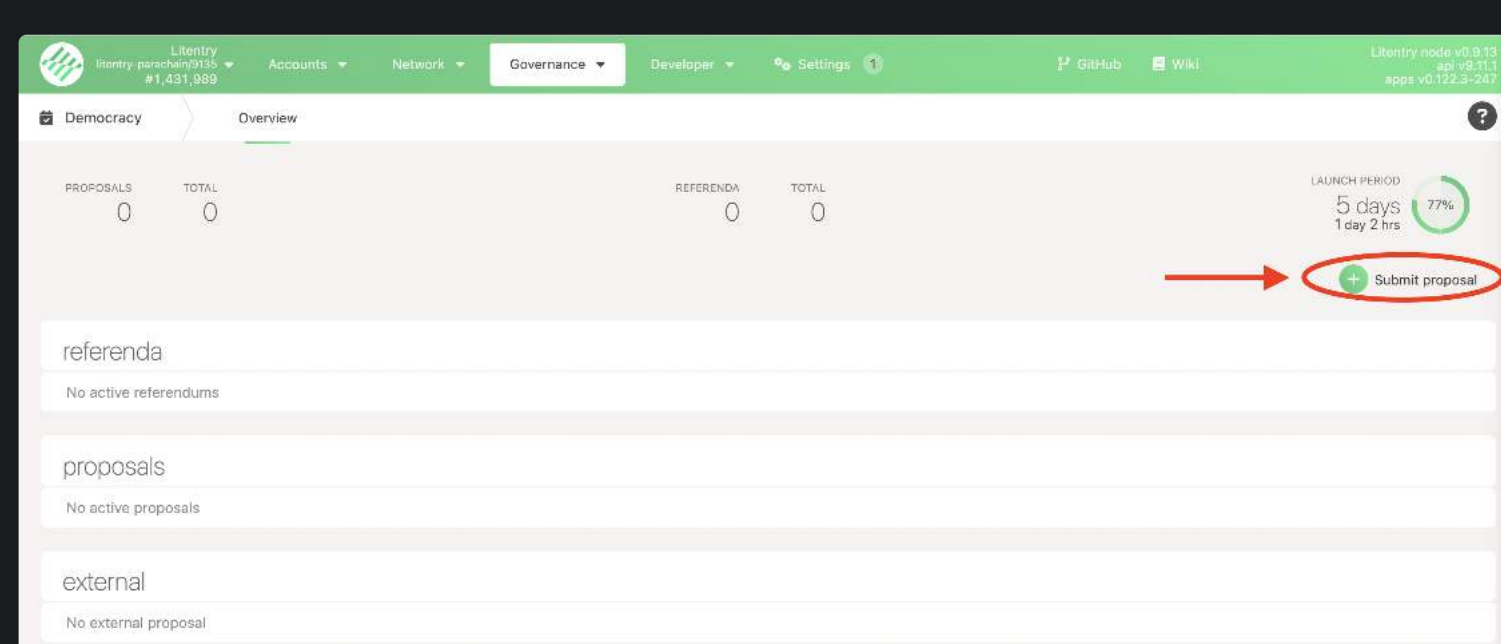 Litentry
litentry-parachain/9135
#1,431,989
Accounts
Network
Governance
Developer
Settings 1
GitHub
Wiki
Litentry node v0.9.13
api v9.11.1
apps v0.122.3-247
Democracy
Overview
?
PROPOSALS
0
TOTAL
0
REFERENDA
0
TOTAL
0
LAUNCH PERIOD
5 days
1 day 2 hrs
77%
+ Submit proposal
referenda
No active referendums
proposals
No active proposals
external
No external proposal